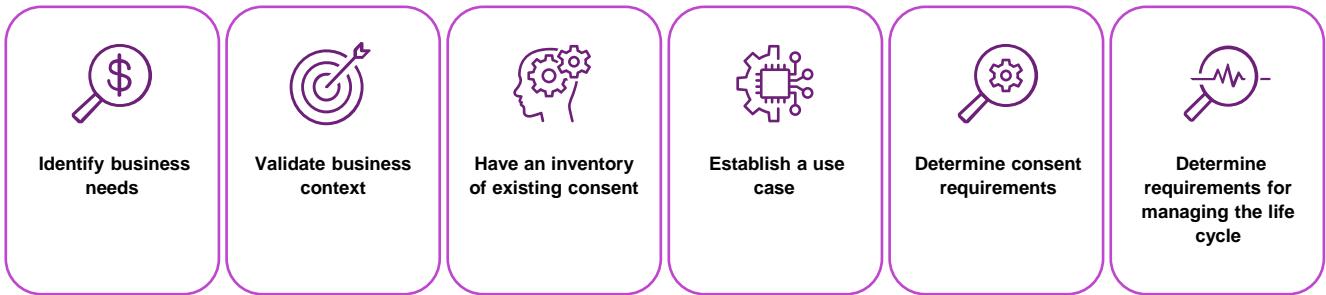 Identify business
needs
Validate business
context
Have an inventory
of existing consent
Establish a use
case
Determine consent
requirements
Determine
requirements for
managing the life
cycle